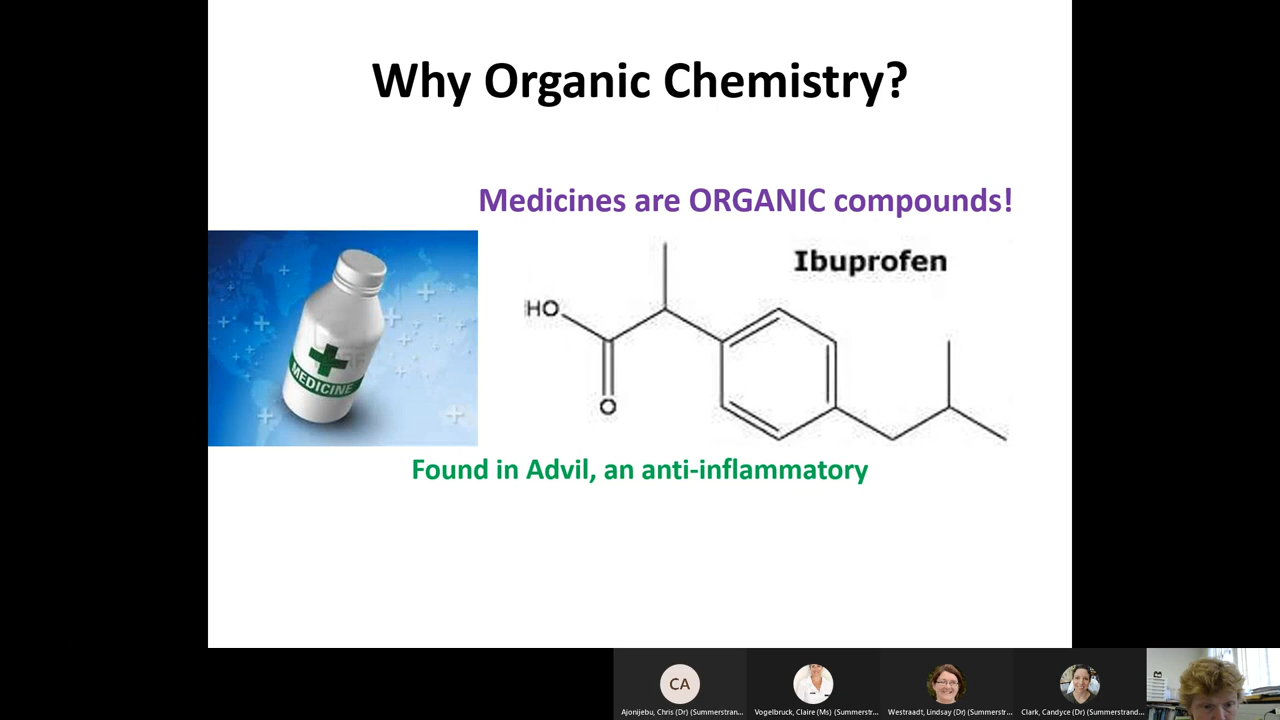 Why Organic Chemistry?
Medicines are ORGANIC compounds!
Ibuprofen
HO
O
MEDICINE
Found in Advil, an anti-inflammatory
CA
Ajonijebu, Chris (Dr) (Summerstran...
Vogelbruck, Claire (Ms) (Summerstr...
Westraadt, Lindsay (Dr) (Summerstr...
Clark, Candyce (Dr) (Summerstrand...